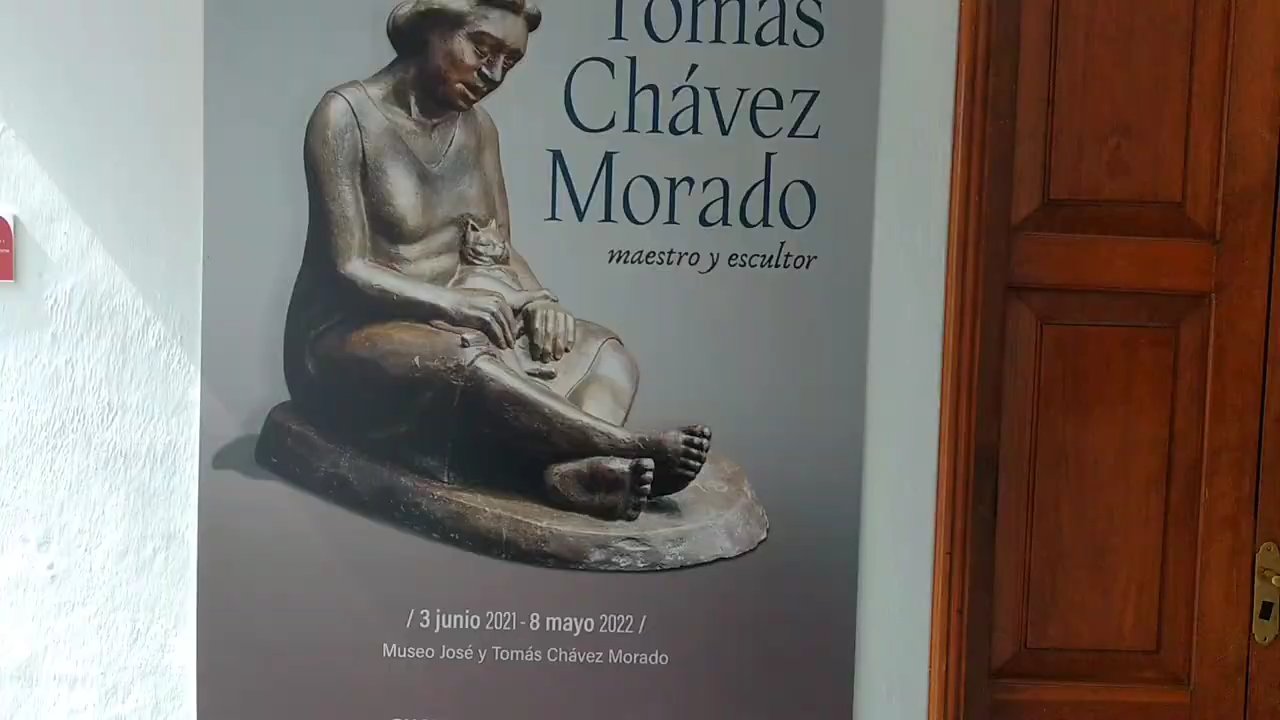 Tomás
Chávez
Morado
maestro y escultor
/ 3 junio 2021 - 8 mayo 2022 /
Museo José y Tomás Chávez Morado